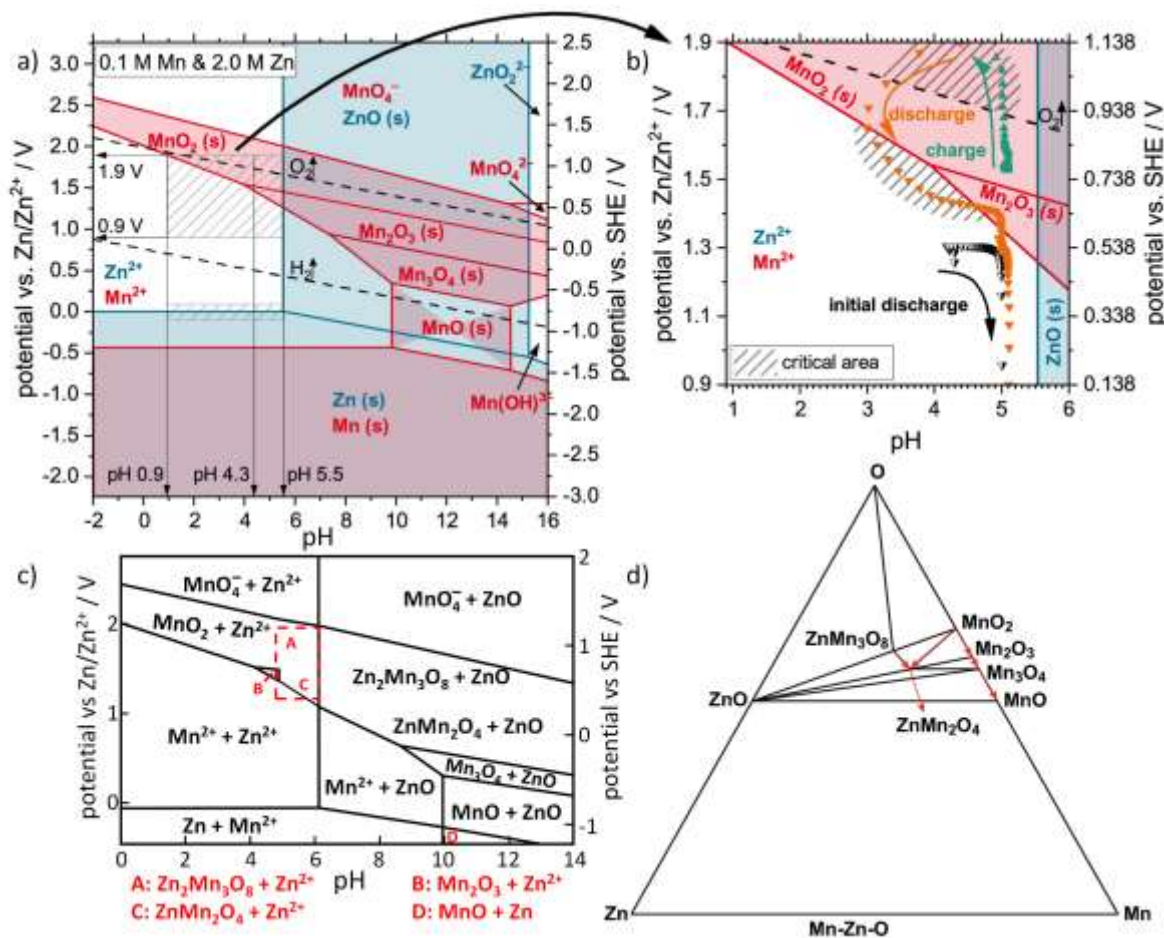 a)
0.1 M Mn & 2.0 M Zn
potential vs. Zn/Zn²⁺ / V
3.0
2.5
2.0
1.5
1.0
0.5
0.0
-0.5
-1.0
-1.5
-2.0
MnO₂ (s)
1.9 V
0.9 V
Zn²⁺
Mn²⁺
MnO₄⁻
ZnO (s)
ZnO₂²⁻
MnO₄²⁻
O₂
Mn₂O₃ (s)
H₂
Mn₃O₄ (s)
MnO (s)
Zn (s)
Mn (s)
Mn(OH)³⁻
pH 0.9
pH 4.3
pH 5.5
-2 0 2 4 6 8 10 12 14 16
pH
2.5
2.0
1.5
1.0
0.5
0.0
-0.5
-1.0
-1.5
-2.0
-2.5
-3.0
potential vs. SHE / V
b)
potential vs. Zn/Zn²⁺ / V
1.9
1.7
1.5
1.3
1.1
0.9
MnO₂ (s)
discharge
charge
O₂
Mn₂O₃ (s)
Zn²⁺
Mn²⁺
initial discharge
ZnO (s)
critical area
1 2 3 4 5 6
pH
1.138
0.938
0.738
0.538
0.338
0.138
potential vs. SHE / V
c)
potential vs Zn/Zn²⁺ / V
2
1
0
MnO₄⁻ + Zn²⁺
MnO₄⁻ + ZnO
MnO₂ + Zn²⁺
A
B
C
Zn₂Mn₃O₈ + ZnO
ZnMn₂O₄ + ZnO
Mn²⁺ + Zn²⁺
Mn₃O₄ + ZnO
Mn²⁺ + ZnO
MnO + ZnO
Zn + Mn²⁺
D
0 2 4 6 8 10 12 14
pH
2
1
0
-1
potential vs SHE / V
A: Zn₂Mn₃O₈ + Zn²⁺
B: Mn₂O₃ + Zn²⁺
C: ZnMn₂O₄ + Zn²⁺
D: MnO + Zn
d)
O
MnO₂
ZnMn₃O₈
Mn₂O₃
Mn₃O₄
ZnO
MnO
ZnMn₂O₄
Zn
Mn
Mn-Zn-O